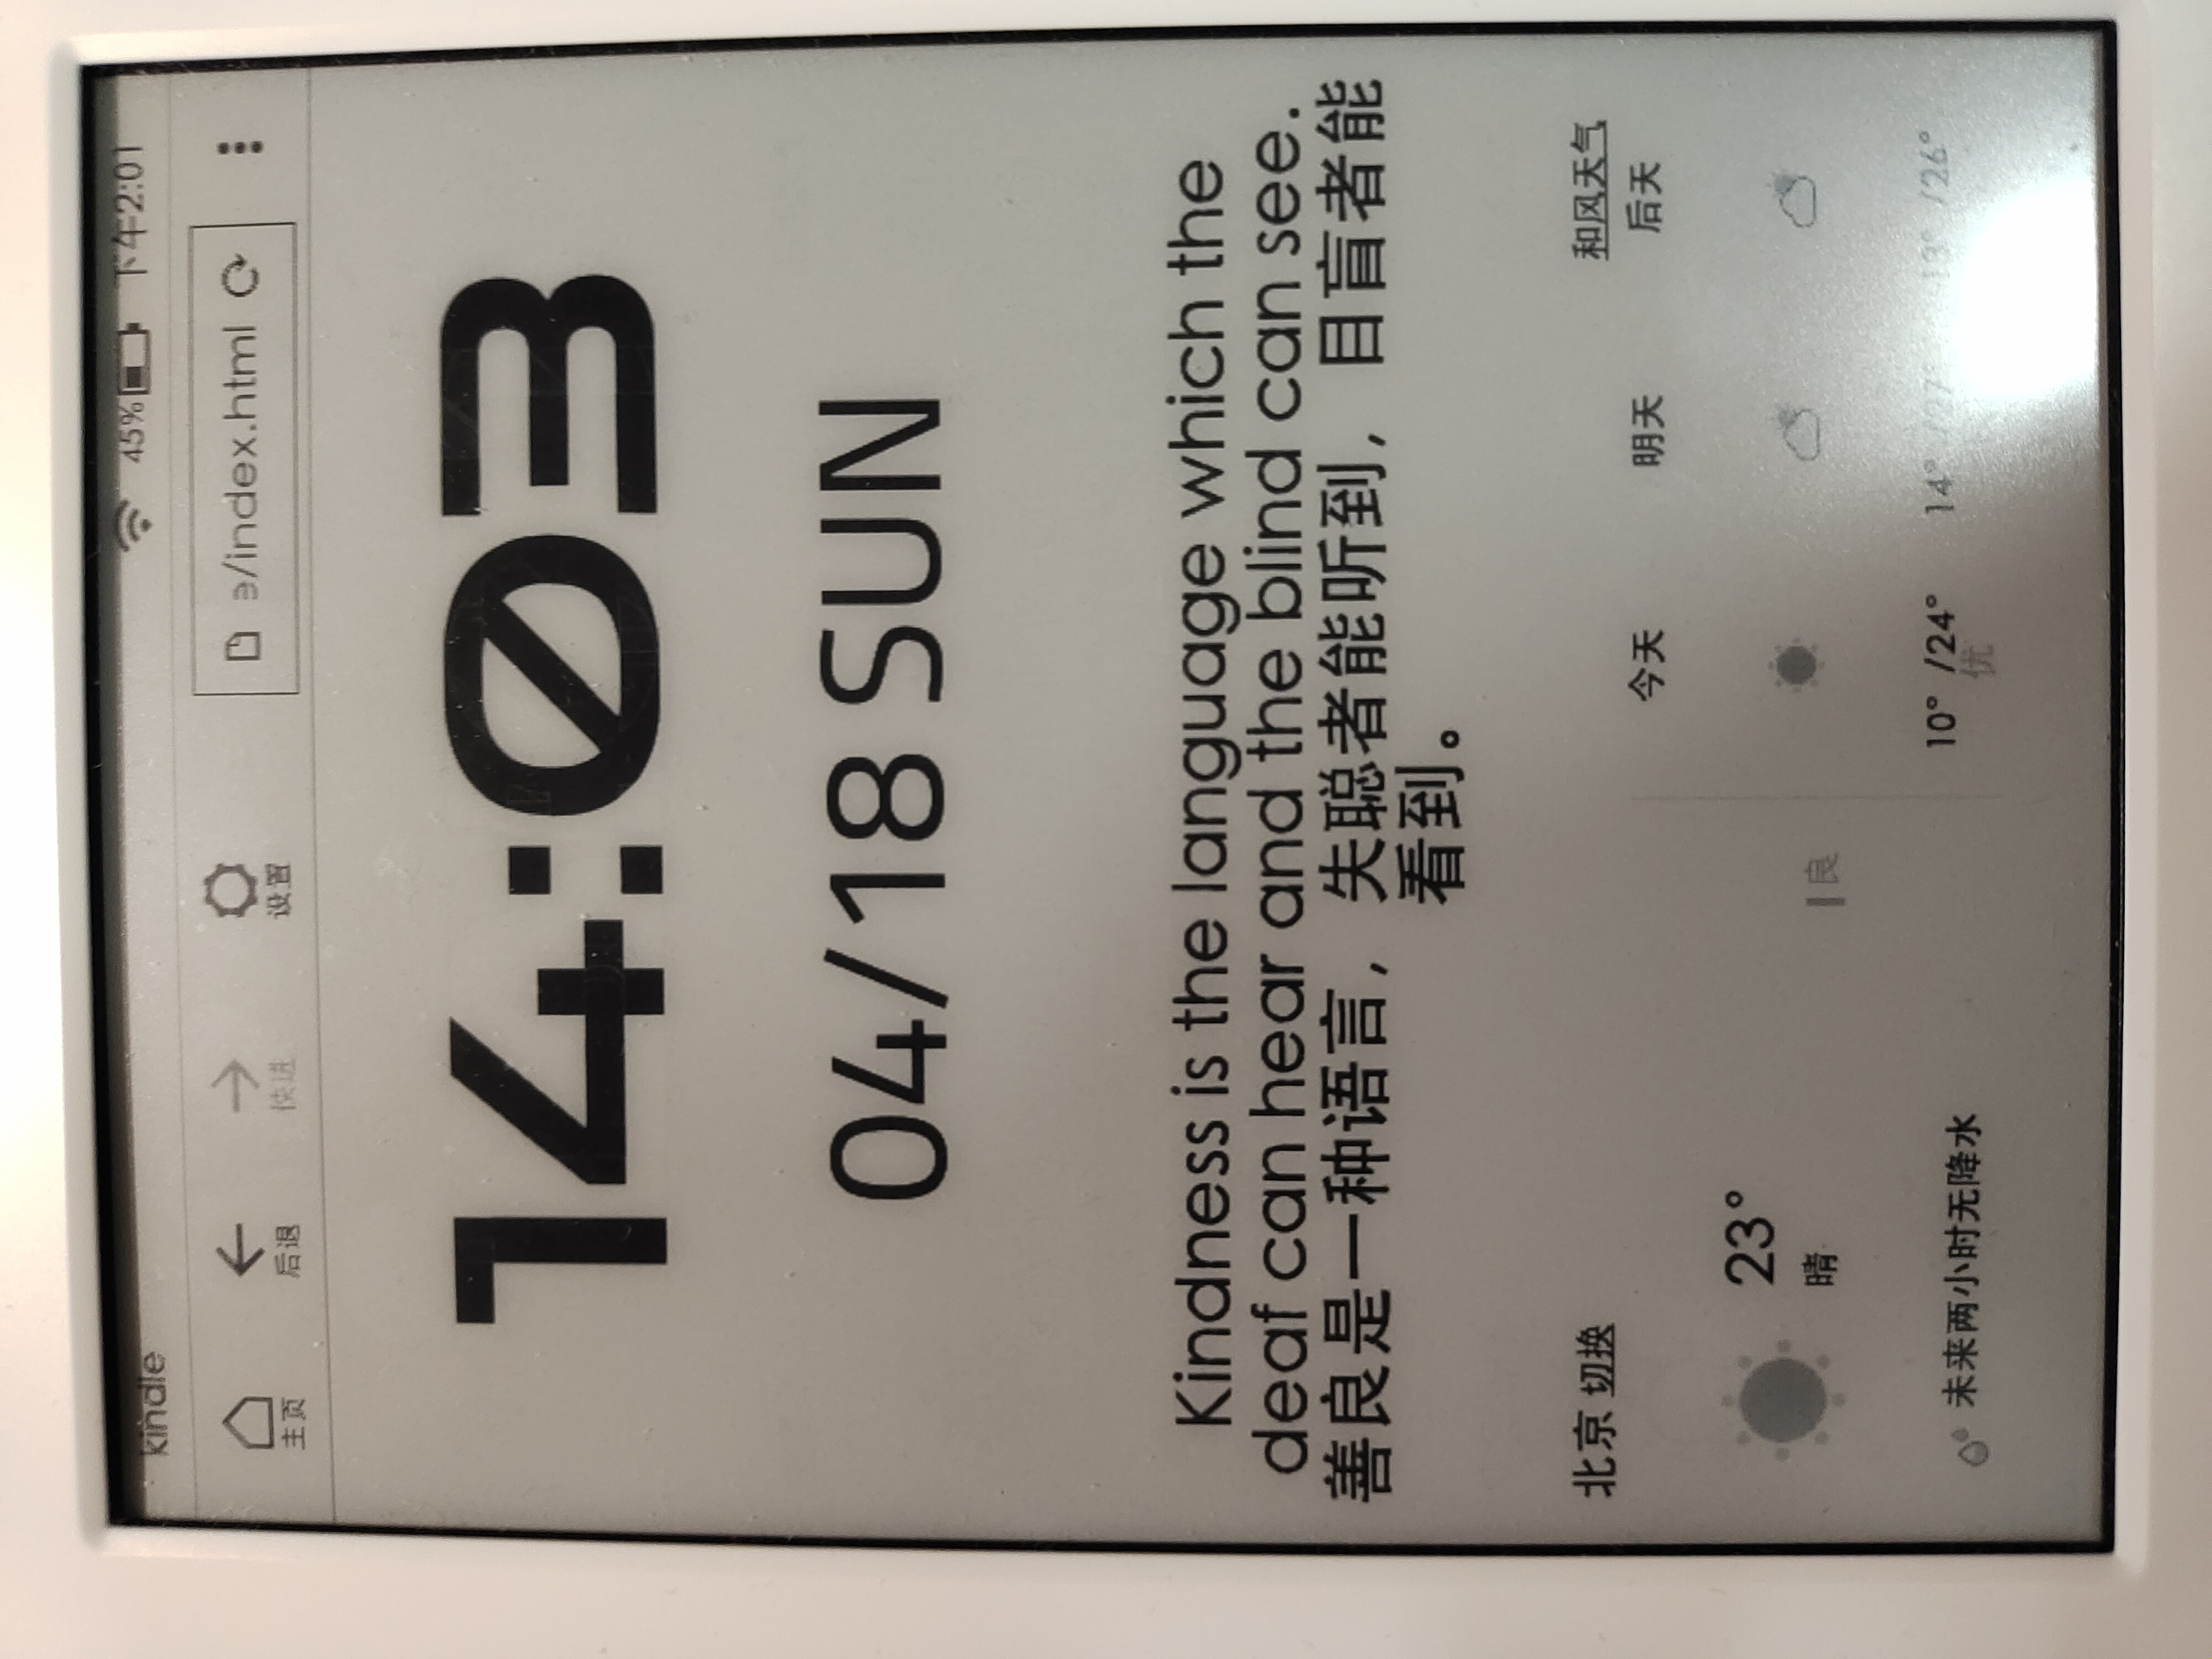 kindle 45% 下午2:01
主页 后退 快进 设置 e/index.html
14:03
04/18 SUN
Kindness is the language which the
deaf can hear and the blind can see.
善良是一种语言，失聪者能听到，目盲者能
看到。
北京 切换 和风天气
今天 明天 后天
23°
晴
良
10° /24° 14° /27° 13° /26°
优
未来两小时无降水